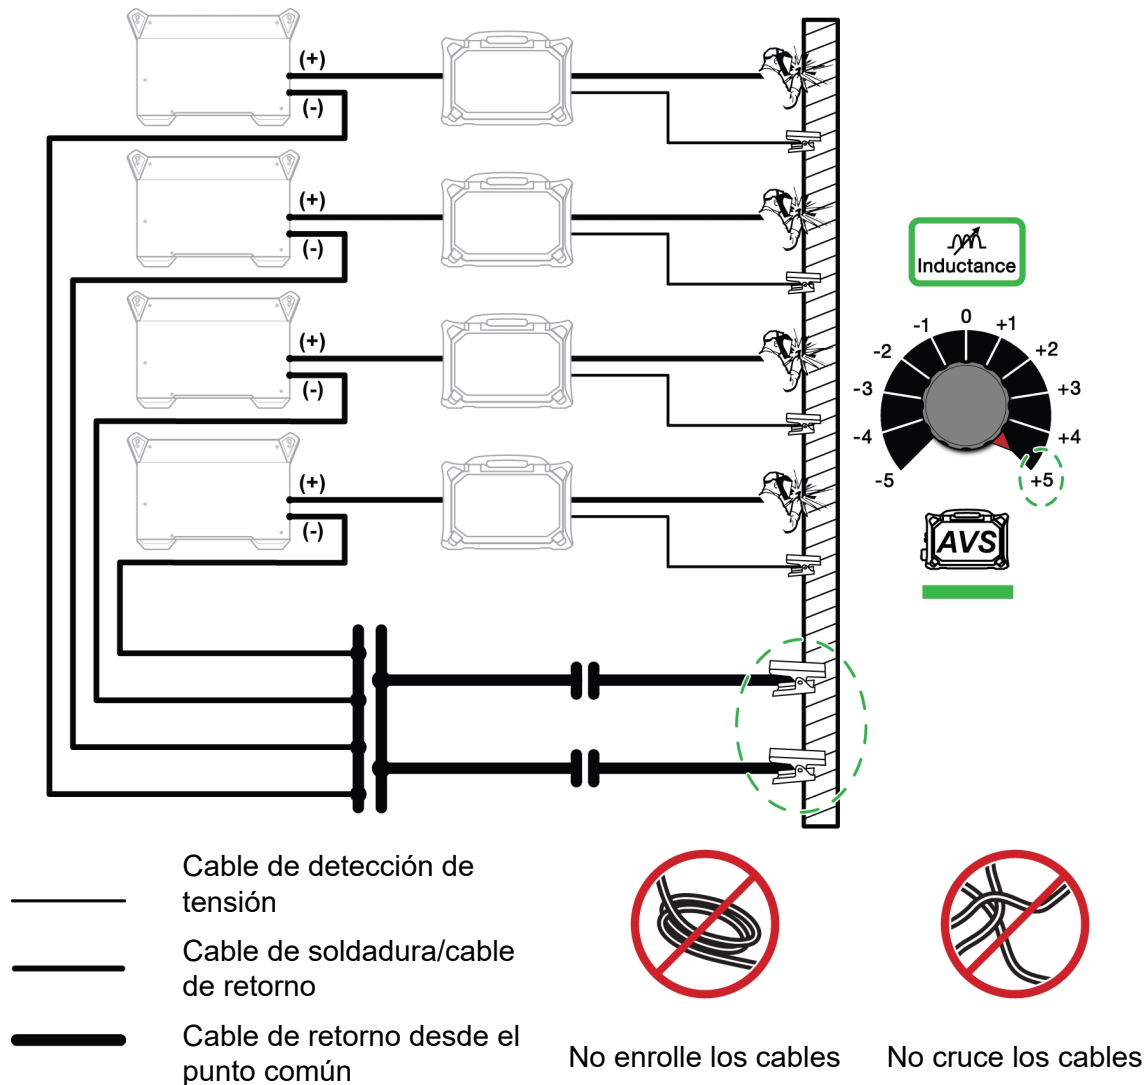 (+)
(-)
(+)
(-)
(+)
(-)
(+)
(-)
Inductance
0
-1
+1
-2
+2
-3
+3
-4
+4
-5
+5
AVS
Cable de detección de
tensión
Cable de soldadura/cable
de retorno
Cable de retorno desde el
punto común
No enrolle los cables
No cruce los cables